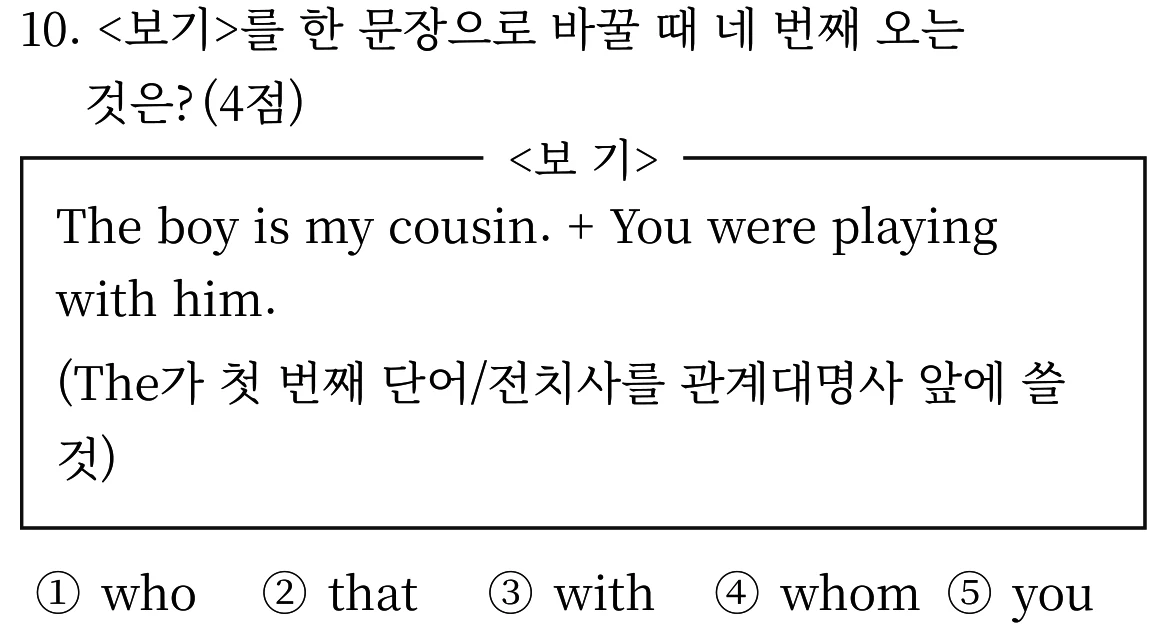 10. <보기>를 한 문장으로 바꿀 때 네 번째 오는
것은? (4점)
<보 기>
The boy is my cousin. + You were playing
with him.
(The가 첫 번째 단어/전치사를 관계대명사 앞에 쓸
것)
① who ② that ③ with ④ whom ⑤ you